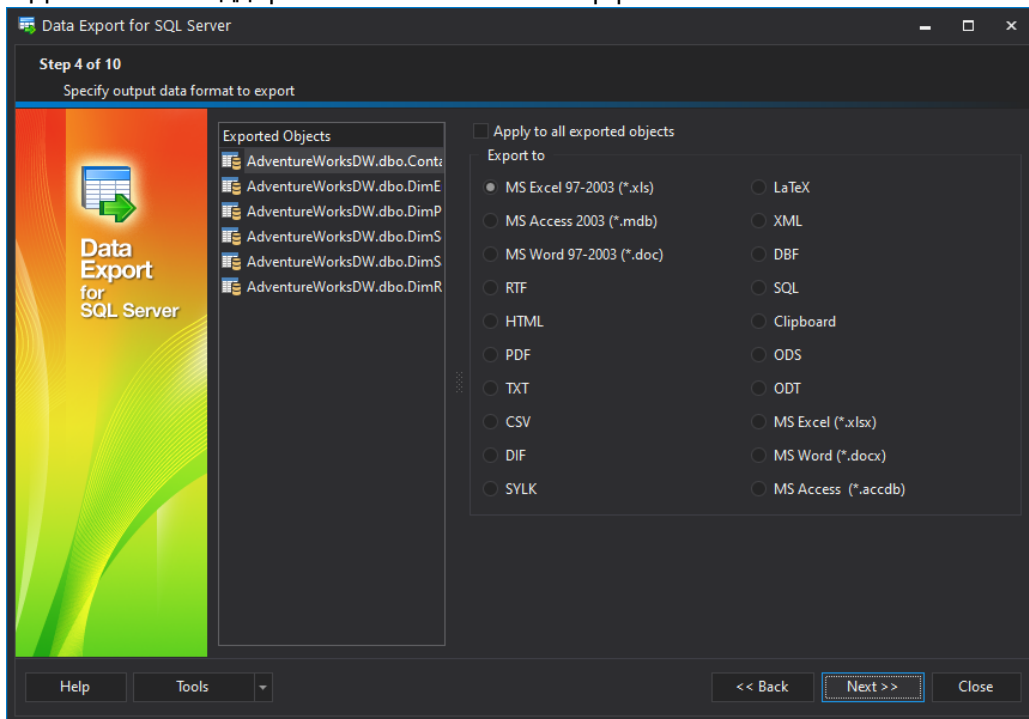 Data Export for SQL Server
Step 4 of 10
Specify output data format to export
Data
Export
for
SQL Server
Exported Objects
AdventureWorksDW.dbo.Conta
AdventureWorksDW.dbo.DimE
AdventureWorksDW.dbo.DimP
AdventureWorksDW.dbo.DimS
AdventureWorksDW.dbo.DimS
AdventureWorksDW.dbo.DimR
Apply to all exported objects
Export to
MS Excel 97-2003 (*.xls)
MS Access 2003 (*.mdb)
MS Word 97-2003 (*.doc)
RTF
HTML
PDF
TXT
CSV
DIF
SYLK
LaTeX
XML
DBF
SQL
Clipboard
ODS
ODT
MS Excel (*.xlsx)
MS Word (*.docx)
MS Access (*.accdb)
Help
Tools
<< Back
Next >>
Close